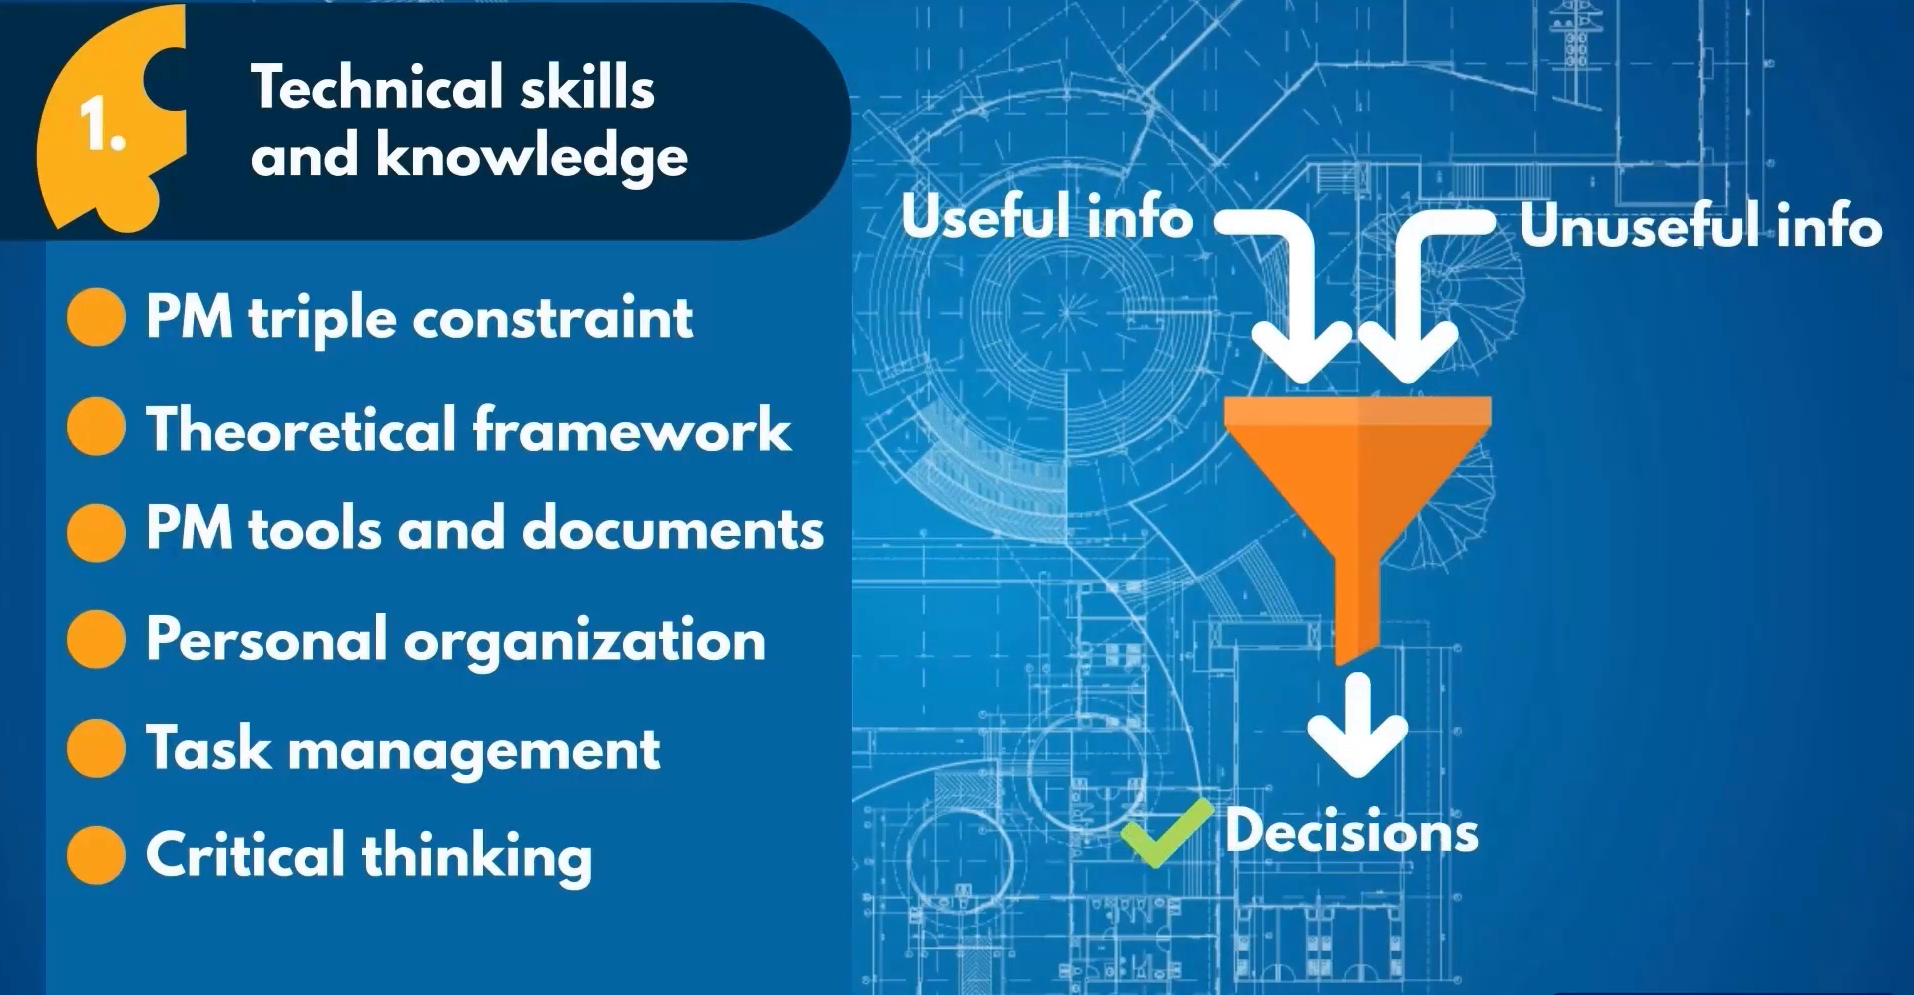 1.
Technical skills
and knowledge
PM triple constraint
Theoretical framework
PM tools and documents
Personal organization
Task management
Critical thinking
Useful info
Unuseful info
Decisions